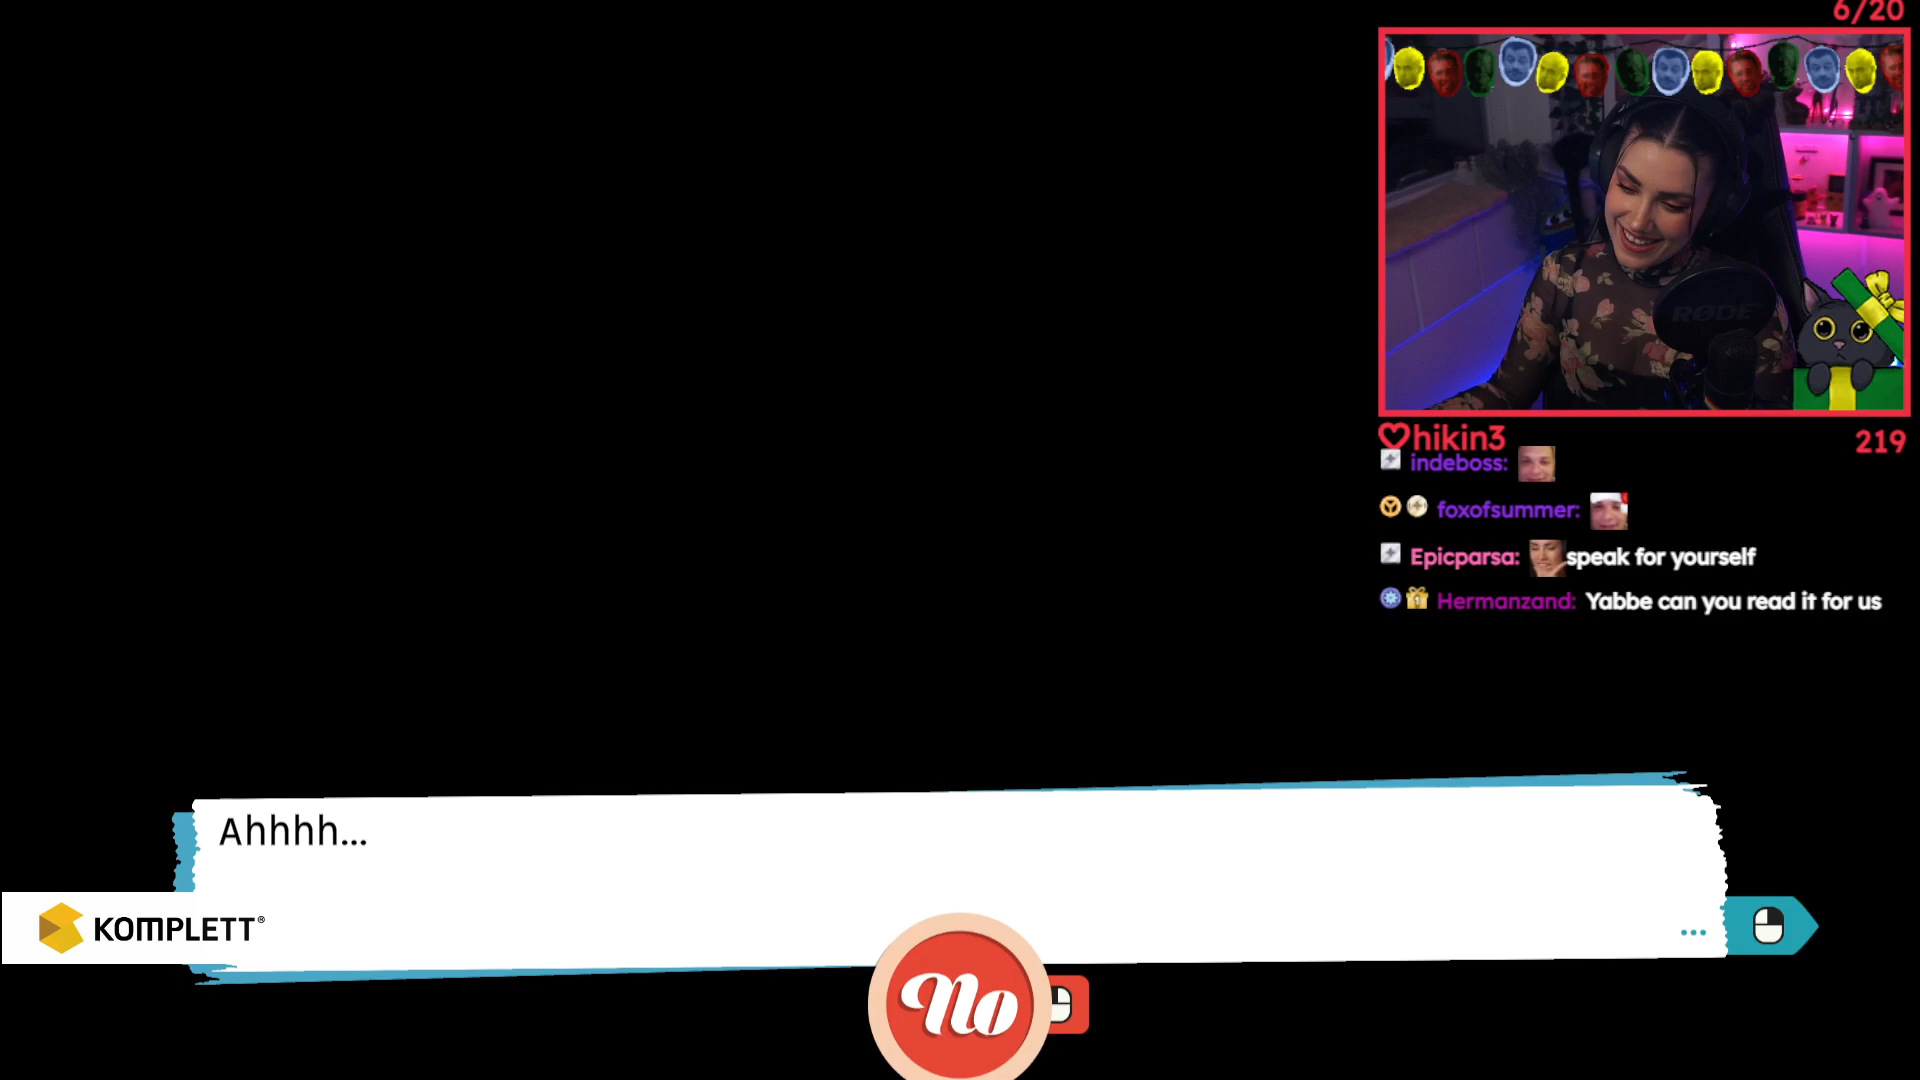 6/20
RØDE
hikin3
219
indeboss:
foxofsummer:
Epicparsa: speak for yourself
Hermanzand: Yabbe can you read it for us
Ahhhh...
KOMPLETT®
...
No